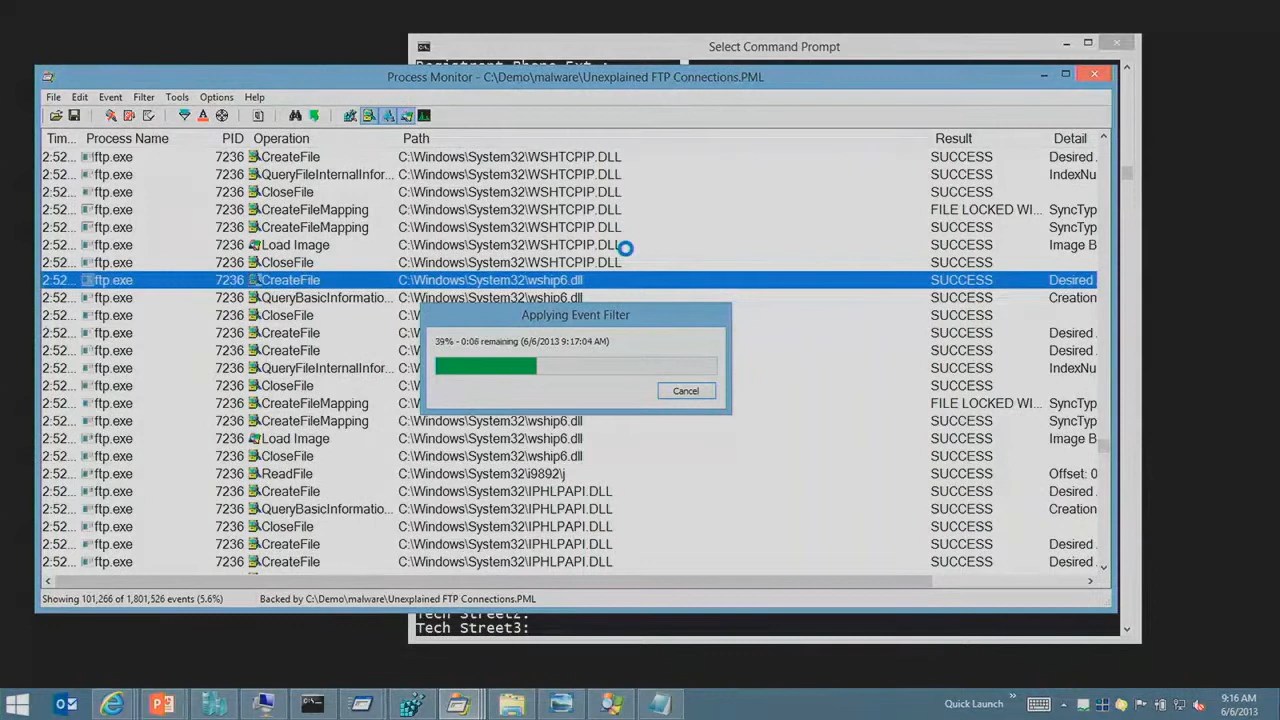 Select Command Prompt
Process Monitor - C:\Demo\malware\Unexplained FTP Connections.PML
File Edit Event Filter Tools Options Help
Tim... Process Name PID Operation Path Result Detail
2:52... ftp.exe 7236 CreateFile C:\Windows\System32\WSHTCPIP.DLL SUCCESS Desired
2:52... ftp.exe 7236 QueryFileInternalInfor... C:\Windows\System32\WSHTCPIP.DLL SUCCESS IndexNu
2:52... ftp.exe 7236 CloseFile C:\Windows\System32\WSHTCPIP.DLL SUCCESS
2:52... ftp.exe 7236 CreateFileMapping C:\Windows\System32\WSHTCPIP.DLL FILE LOCKED WI... SyncTyp
2:52... ftp.exe 7236 CreateFileMapping C:\Windows\System32\WSHTCPIP.DLL SUCCESS SyncTyp
2:52... ftp.exe 7236 Load Image C:\Windows\System32\WSHTCPIP.DLL SUCCESS Image B
2:52... ftp.exe 7236 CloseFile C:\Windows\System32\WSHTCPIP.DLL SUCCESS
2:52... ftp.exe 7236 CreateFile C:\Windows\System32\wship6.dll SUCCESS Desired
2:52... ftp.exe 7236 QueryBasicInformatio... C:\Windows\System32\wship6.dll SUCCESS Creation
2:52... ftp.exe 7236 CloseFile SUCCESS
Applying Event Filter
2:52... ftp.exe 7236 CreateFile SUCCESS Desired
39% - 0:06 remaining (6/6/2013 9:17:04 AM)
2:52... ftp.exe 7236 CreateFile SUCCESS Desired
2:52... ftp.exe 7236 QueryFileInternalInfor... SUCCESS IndexNu
2:52... ftp.exe 7236 CloseFile SUCCESS
Cancel
2:52... ftp.exe 7236 CreateFileMapping FILE LOCKED WI... SyncTyp
2:52... ftp.exe 7236 CreateFileMapping C:\Windows\System32\wship6.dll SUCCESS SyncTyp
2:52... ftp.exe 7236 Load Image C:\Windows\System32\wship6.dll SUCCESS Image B
2:52... ftp.exe 7236 CloseFile C:\Windows\System32\wship6.dll SUCCESS
2:52... ftp.exe 7236 ReadFile C:\Windows\System32\i9892\j SUCCESS Offset: 0
2:52... ftp.exe 7236 CreateFile C:\Windows\System32\IPHLPAPI.DLL SUCCESS Desired
2:52... ftp.exe 7236 QueryBasicInformatio... C:\Windows\System32\IPHLPAPI.DLL SUCCESS Creation
2:52... ftp.exe 7236 CloseFile C:\Windows\System32\IPHLPAPI.DLL SUCCESS
2:52... ftp.exe 7236 CreateFile C:\Windows\System32\IPHLPAPI.DLL SUCCESS Desired
2:52... ftp.exe 7236 CreateFile C:\Windows\System32\IPHLPAPI.DLL SUCCESS Desired
Showing 101,266 of 1,801,526 events (5.6%) Backed by C:\Demo\malware\Unexplained FTP Connections.PML
Tech Street2:
Tech Street3:
Quick Launch
9:16 AM
6/6/2013